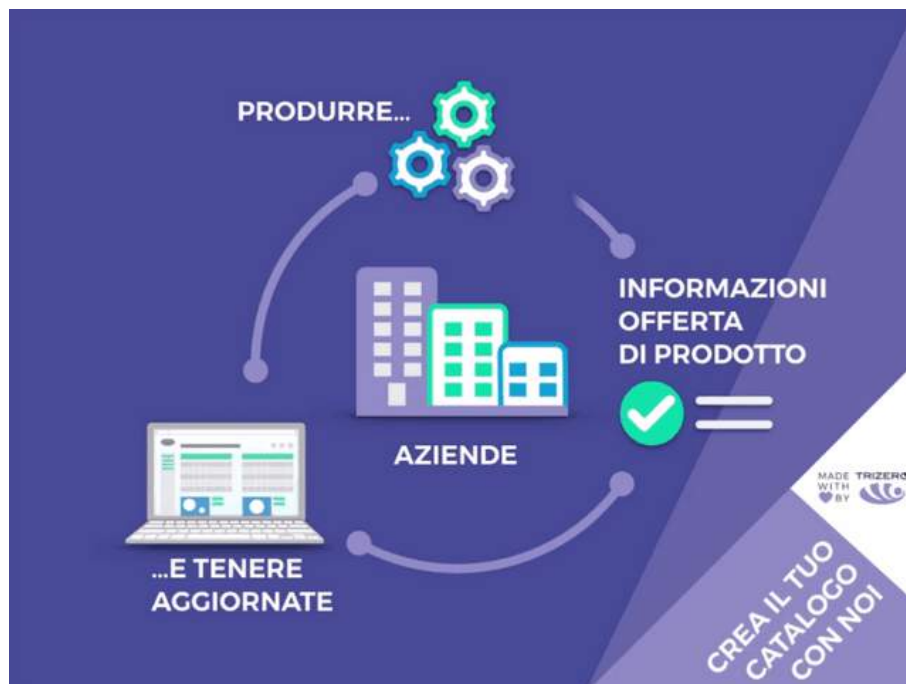 PRODURRE...
INFORMAZIONI
OFFERTA
DI PRODOTTO
AZIENDE
...E TENERE
AGGIORNATE
MADE
WITH
BY
TRIZERO
CREA IL TUO
CATALOGO
CON NOI